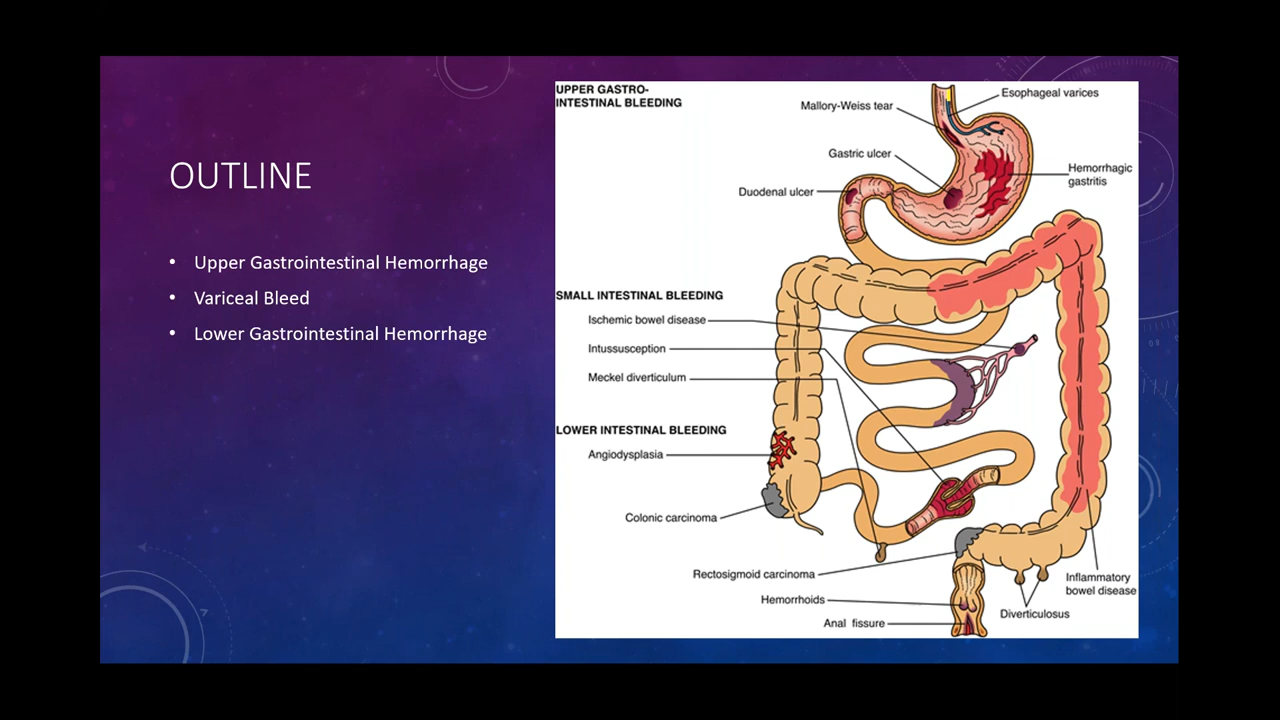 OUTLINE
• Upper Gastrointestinal Hemorrhage
• Variceal Bleed
• Lower Gastrointestinal Hemorrhage
UPPER GASTRO-
INTESTINAL BLEEDING
Esophageal varices
Mallory-Weiss tear
Gastric ulcer
Hemorrhagic
gastritis
Duodenal ulcer
SMALL INTESTINAL BLEEDING
Ischemic bowel disease
Intussusception
Meckel diverticulum
LOWER INTESTINAL BLEEDING
Angiodysplasia
Colonic carcinoma
Rectosigmoid carcinoma
Inflammatory
bowel disease
Hemorrhoids
Diverticulosus
Anal fissure